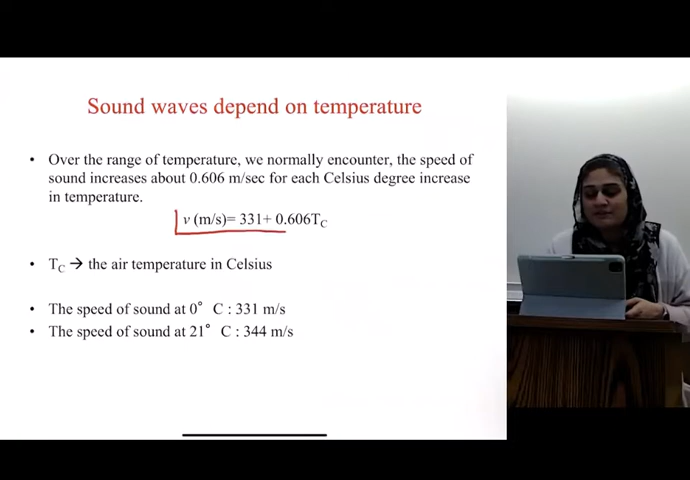 Sound waves depend on temperature
• Over the range of temperature, we normally encounter, the speed of
sound increases about 0.606 m/sec for each Celsius degree increase
in temperature.
v (m/s)= 331+ 0.606T_C
• T_C → the air temperature in Celsius
• The speed of sound at 0° C : 331 m/s
• The speed of sound at 21° C : 344 m/s